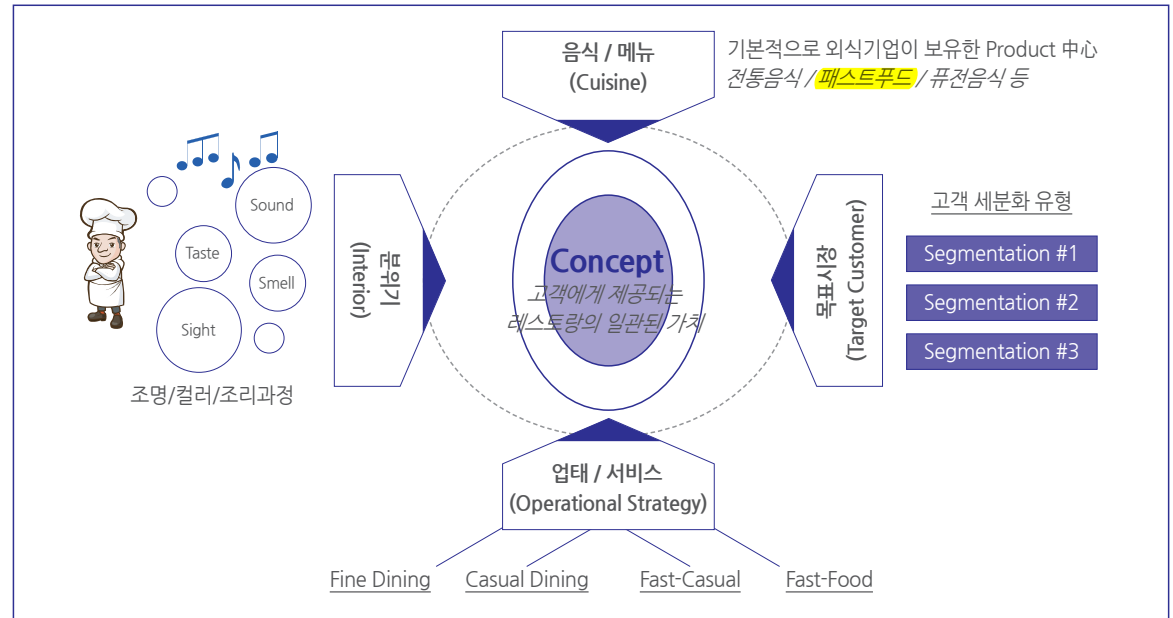 음식 / 메뉴
(Cuisine)
기본적으로 외식기업이 보유한 Product 中心
전통음식 / 패스트푸드 / 퓨전음식 등
Sound
Taste
Smell
Sight
조명/컬러/조리과정
분위기
(Interior)
Concept
고객에게 제공되는
레스토랑의 일관된 가치
목표시장
(Target Customer)
고객 세분화 유형
Segmentation #1
Segmentation #2
Segmentation #3
업태 / 서비스
(Operational Strategy)
Fine Dining
Casual Dining
Fast-Casual
Fast-Food